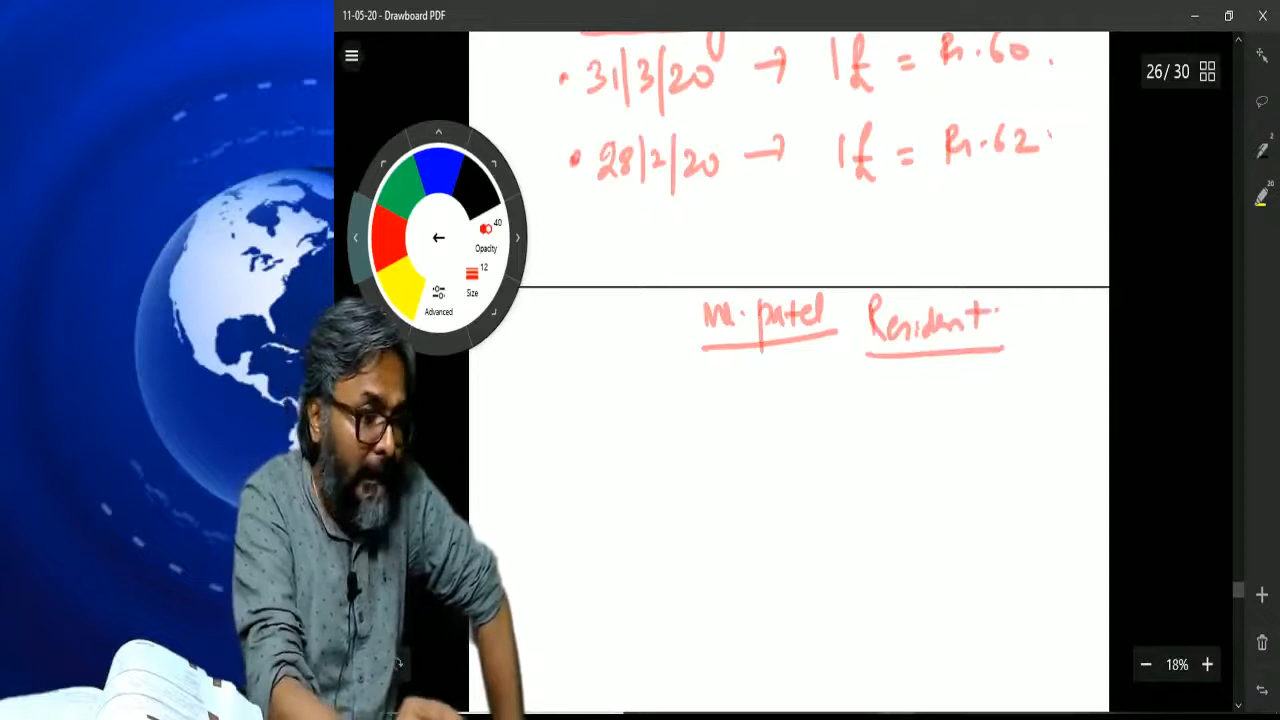 11-05-20 - Drawboard PDF
26/ 30
• 31/3/20 → 1£ = Rs.60.
• 28/2/20 → 1£ = Rs.62.
40
Opacity
12
Size
Advanced
Mr. patel Resident.
18%